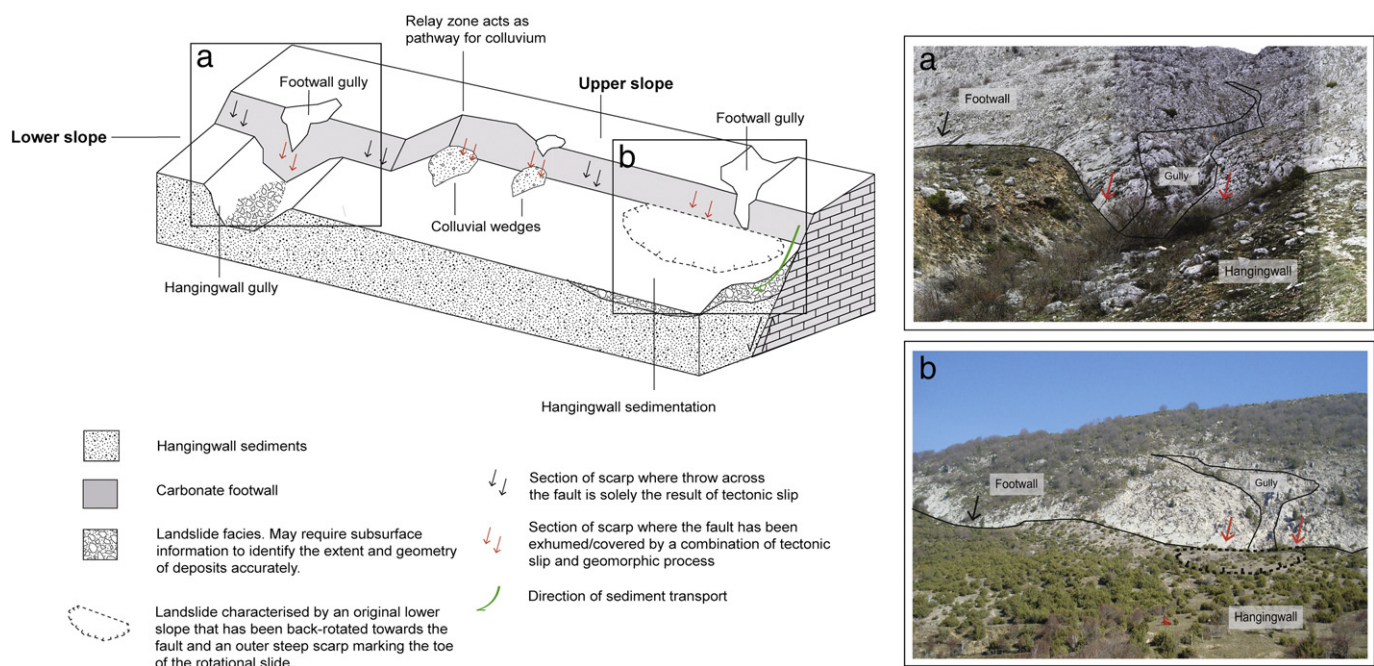 Relay zone acts as
pathway for colluvium
a
Footwall gully
Upper slope
Lower slope
Footwall gully
b
Colluvial wedges
Hangingwall gully
Hangingwall sedimentation
Hangingwall sediments
Carbonate footwall
Landslide facies. May require subsurface
information to identify the extent and geometry
of deposits accurately.
Landslide characterised by an original lower
slope that has been back-rotated towards the
fault and an outer steep scarp marking the toe
of the rotational slide
Section of scarp where throw across
the fault is solely the result of tectonic slip
Section of scarp where the fault has been
exhumed/covered by a combination of tectonic
slip and geomorphic process
Direction of sediment transport
a
Footwall
Gully
Hangingwall
b
Footwall
Gully
Hangingwall